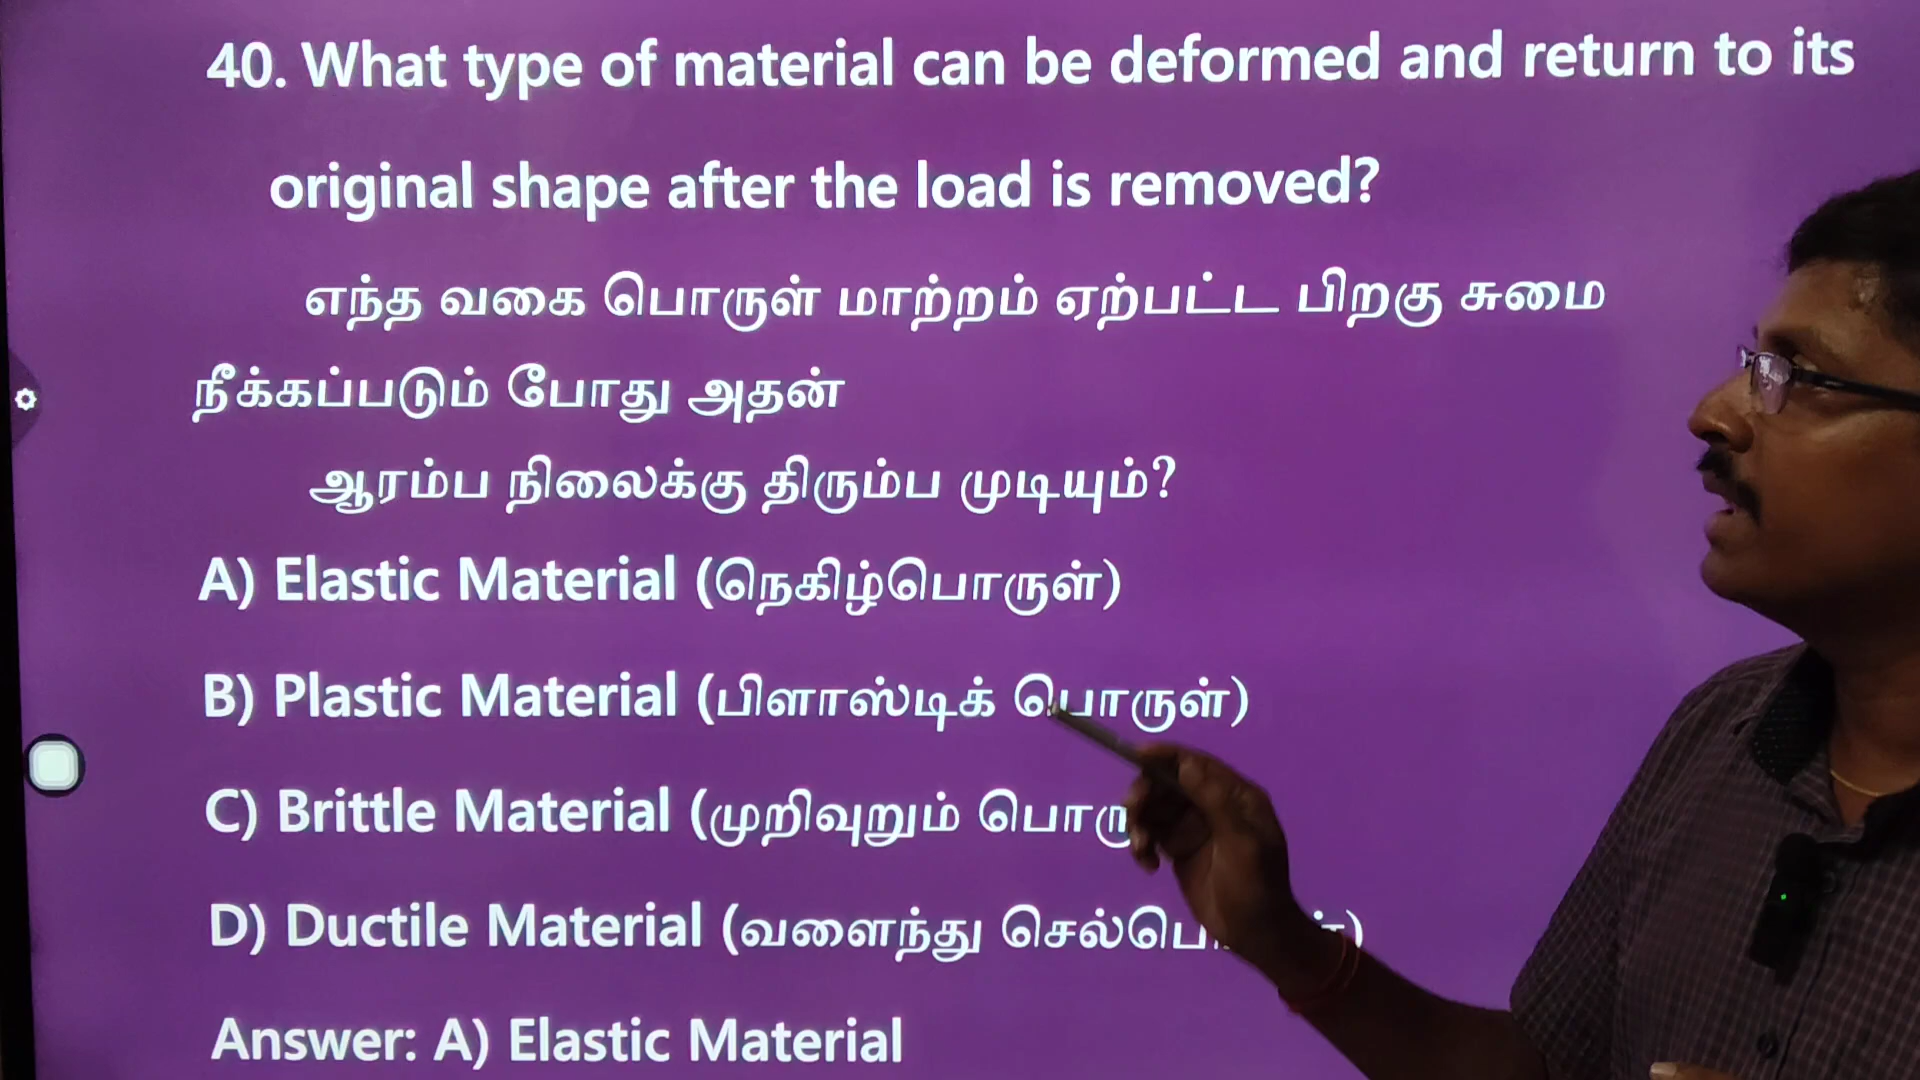 40. What type of material can be deformed and return to its
original shape after the load is removed?
எந்த வகை பொருள் மாற்றம் ஏற்பட்ட பிறகு சுமை
நீக்கப்படும் போது அதன்
ஆரம்ப நிலைக்கு திரும்ப முடியும்?
A) Elastic Material (நெகிழ்பொருள்)
B) Plastic Material (பிளாஸ்டிக் பொருள்)
C) Brittle Material (முறிவுறும்
D) Ductile Material (வளைந்து
Answer: A) Elastic Material